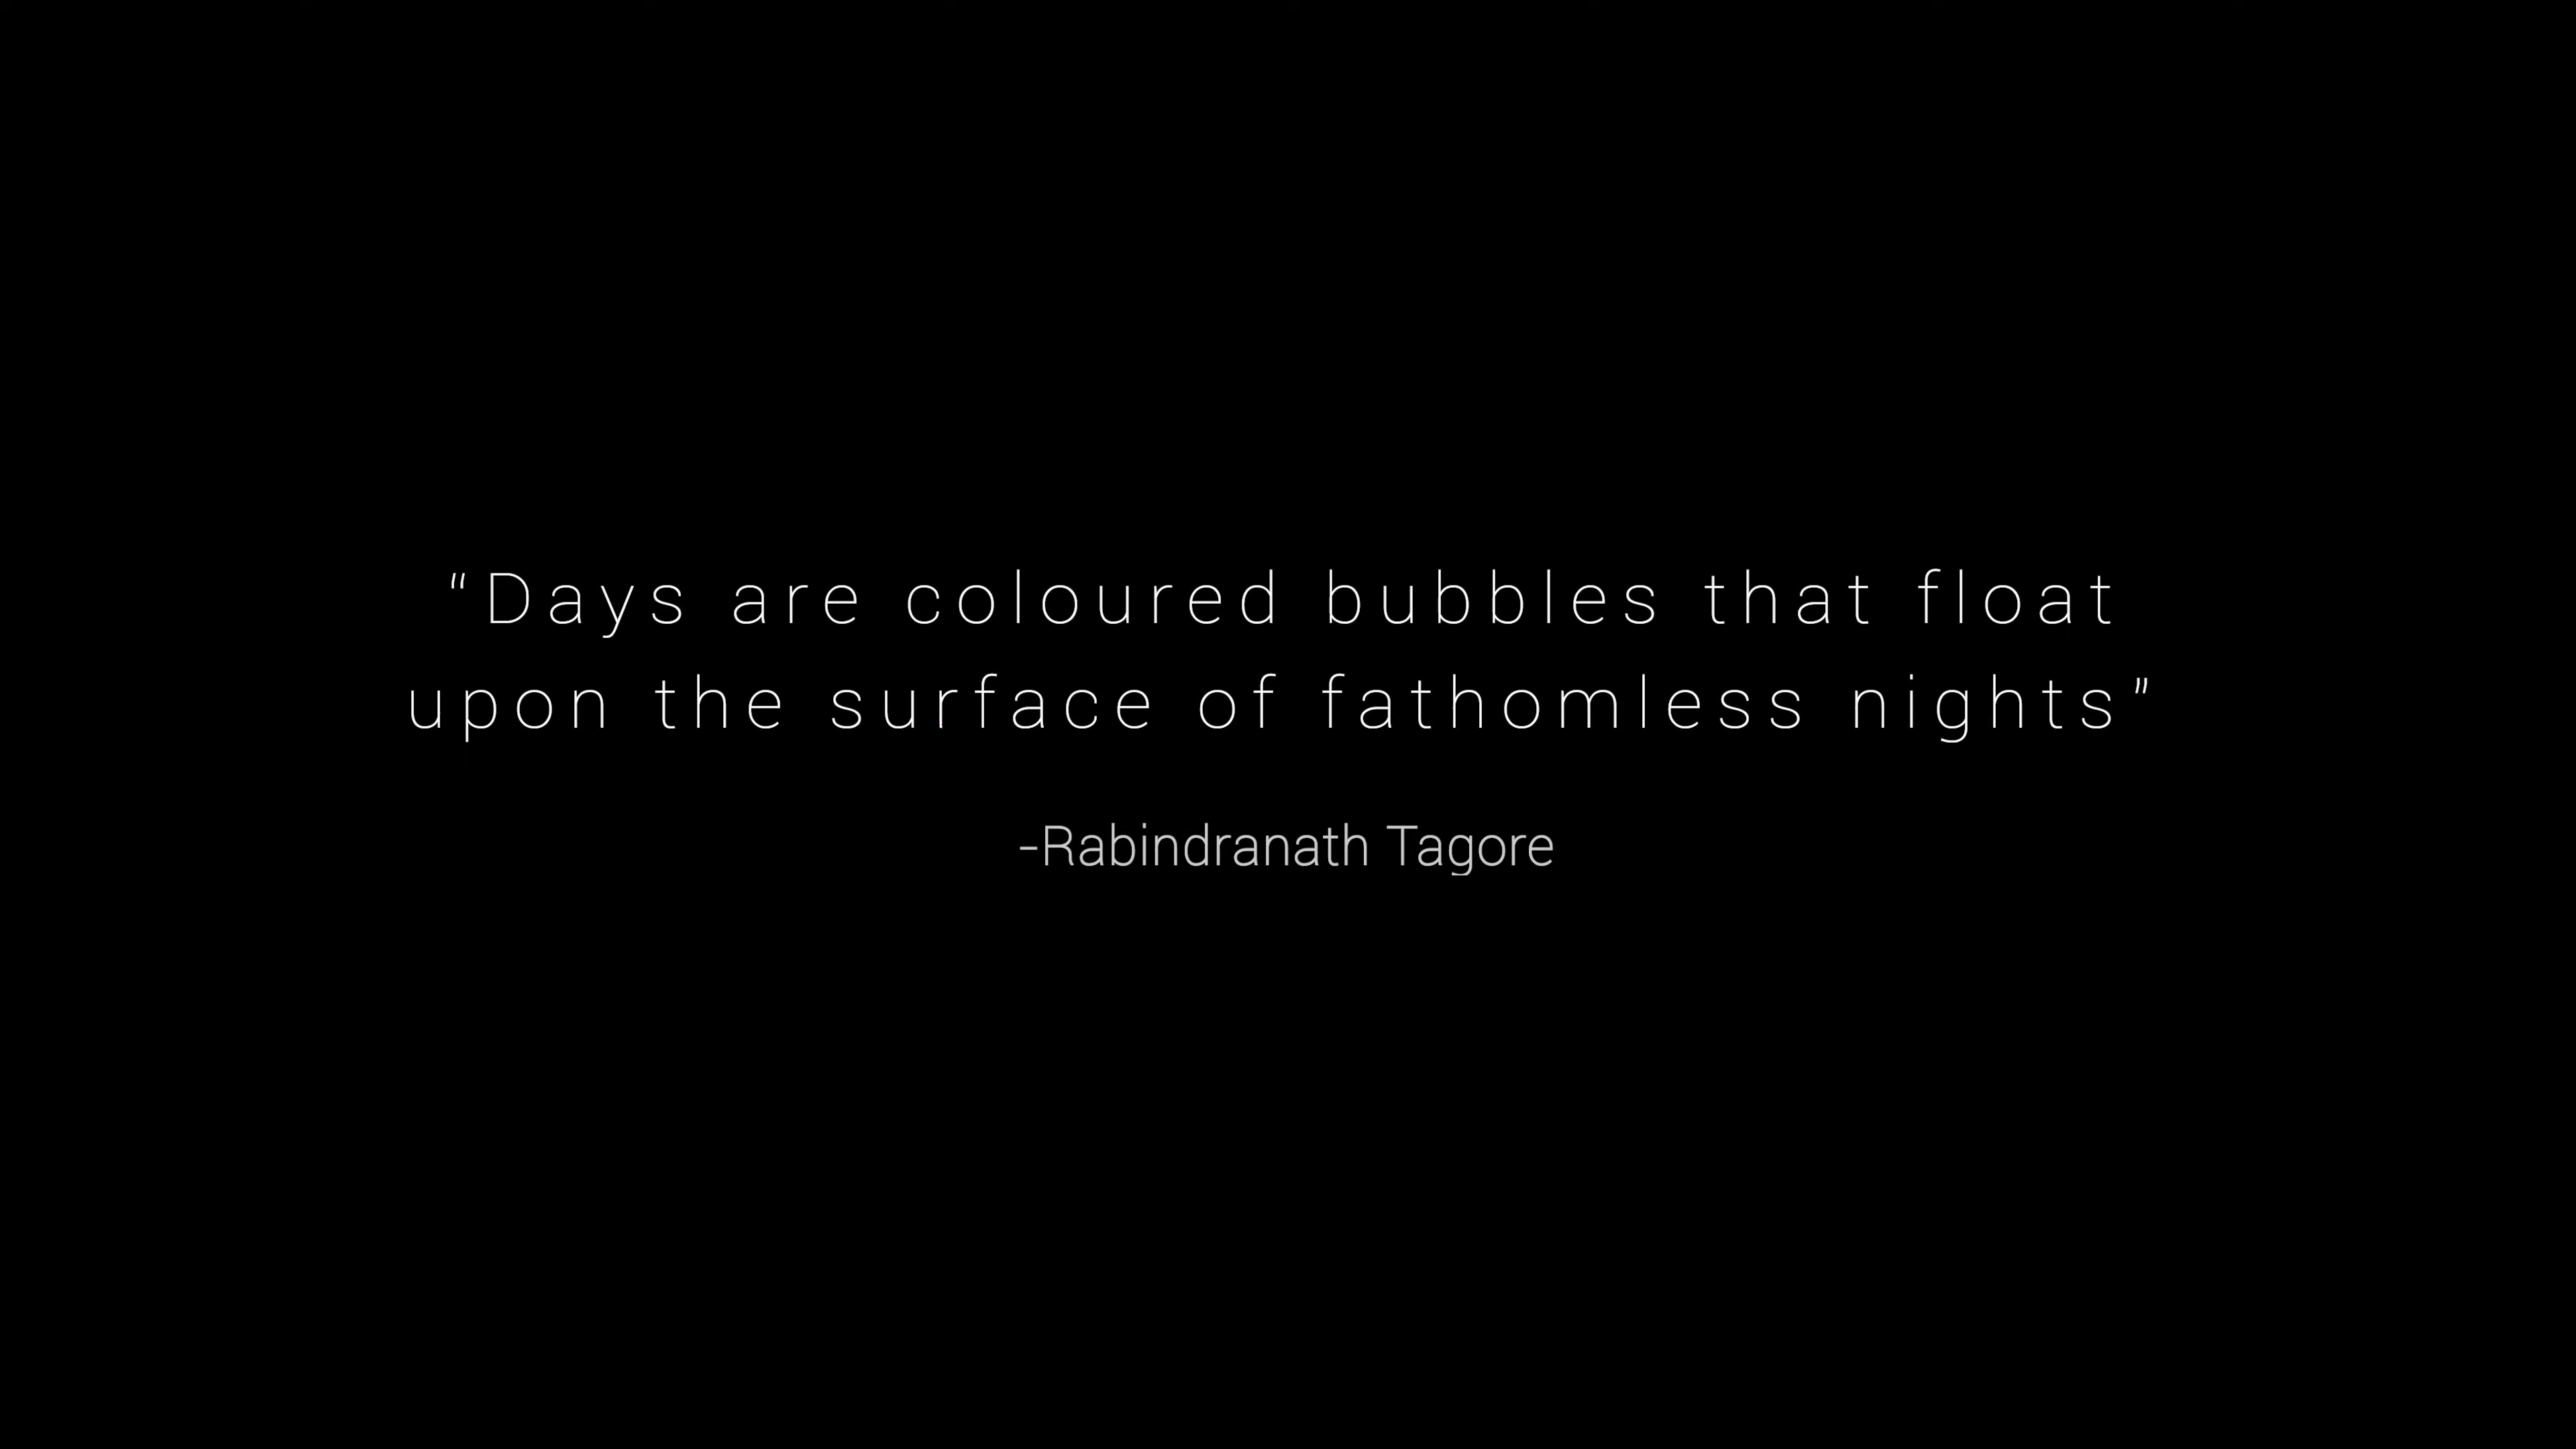 “Days are coloured bubbles that float
upon the surface of fathomless nights”
-Rabindranath Tagore